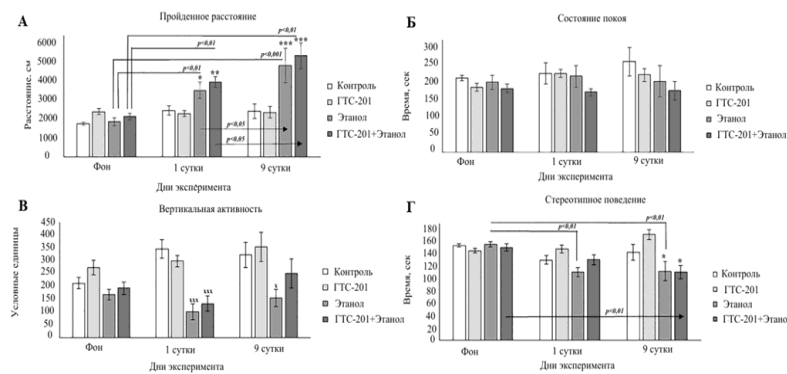 А
Пройденное расстояние
Расстояние, см
6000
5000
4000
3000
2000
1000
0
p<0,01
p<0,01
p<0,001
p<0,01
*
**
***
***
p<0,05
p<0,05
Фон
1 сутки
9 сутки
Дни эксперимента
Контроль
ГТС-201
Этанол
ГТС-201+Этанол
Б
Состояние покоя
Время, сек
300
250
200
150
100
50
0
Фон
1 сутки
9 сутки
Дни эксперимента
Контроль
ГТС-201
Этанол
ГТС-201+Этанол
В
Вертикальная активность
Условные единицы
450
400
350
300
250
200
150
100
50
0
xxx
xxx
x
Фон
1 сутки
9 сутки
Дни эксперимента
Контроль
ГТС-201
Этанол
ГТС-201+Этанол
Г
Стереотипное поведение
Время, сек
180
160
140
120
100
80
60
40
20
0
p<0,01
p<0,01
*
*
p<0,01
Фон
1 сутки
9 сутки
Дни эксперимента
Контроль
ГТС-201
Этанол
ГТС-201+Этано